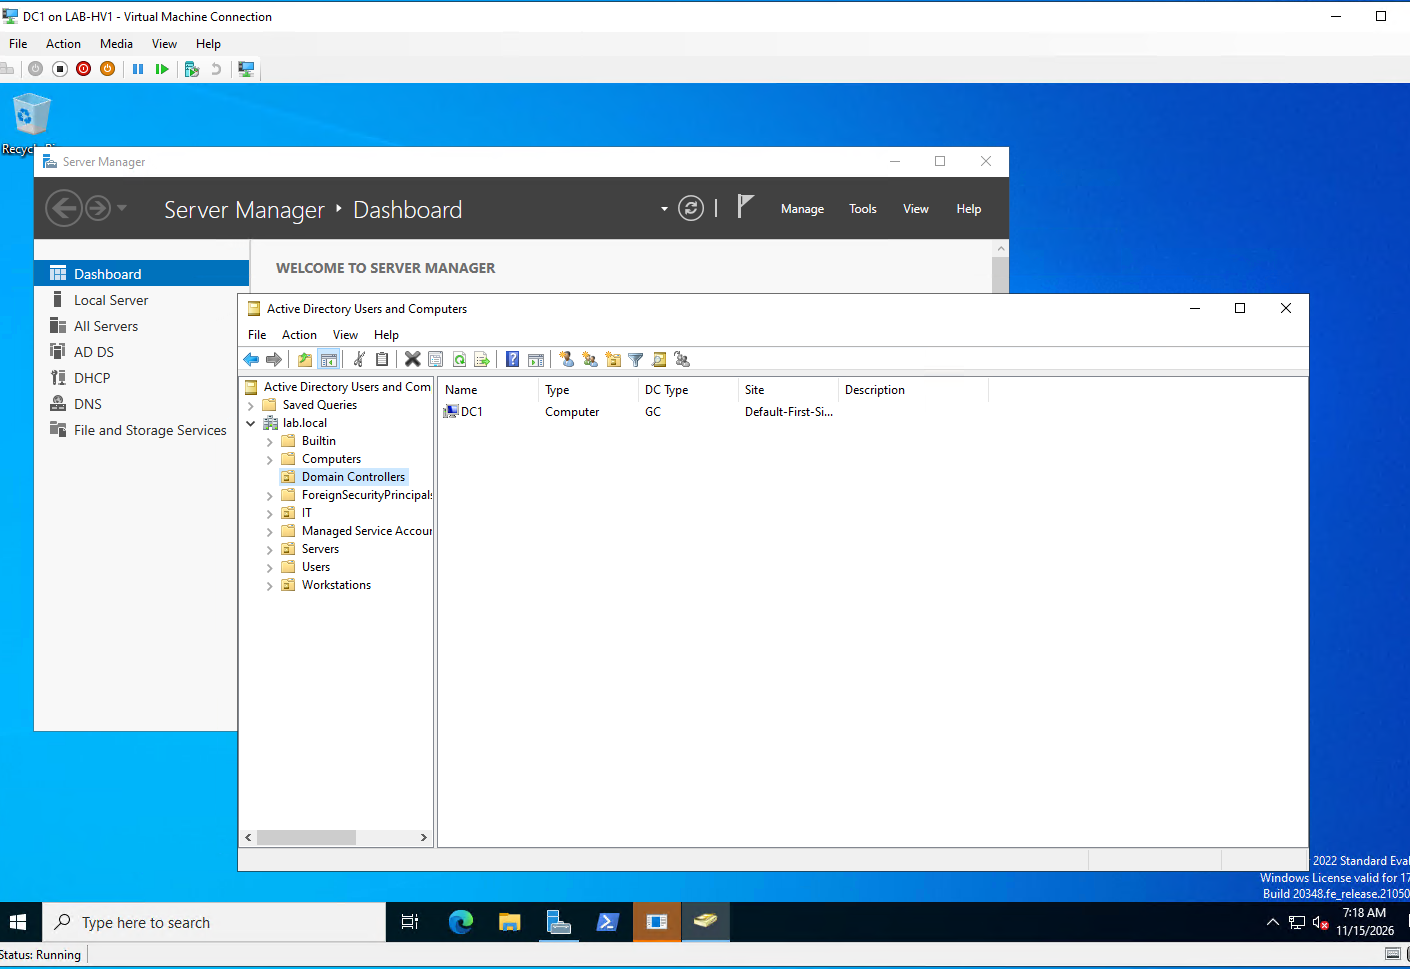 DC1 on LAB-HV1 - Virtual Machine Connection
File Action Media View Help
Server Manager
Server Manager Dashboard
Manage Tools View Help
Dashboard
Local Server
All Servers
AD DS
DHCP
DNS
File and Storage Services
WELCOME TO SERVER MANAGER
Active Directory Users and Computers
File Action View Help
Active Directory Users and Com
Saved Queries
lab.local
Builtin
Computers
Domain Controllers
ForeignSecurityPrincipals
IT
Managed Service Accour
Servers
Users
Workstations
Name Type DC Type Site Description
DC1 Computer GC Default-First-Si...
2022 Standard Eval
Windows License valid for 17
Build 20348.fe_release.21050
Type here to search
7:18 AM
11/15/2026
Status: Running